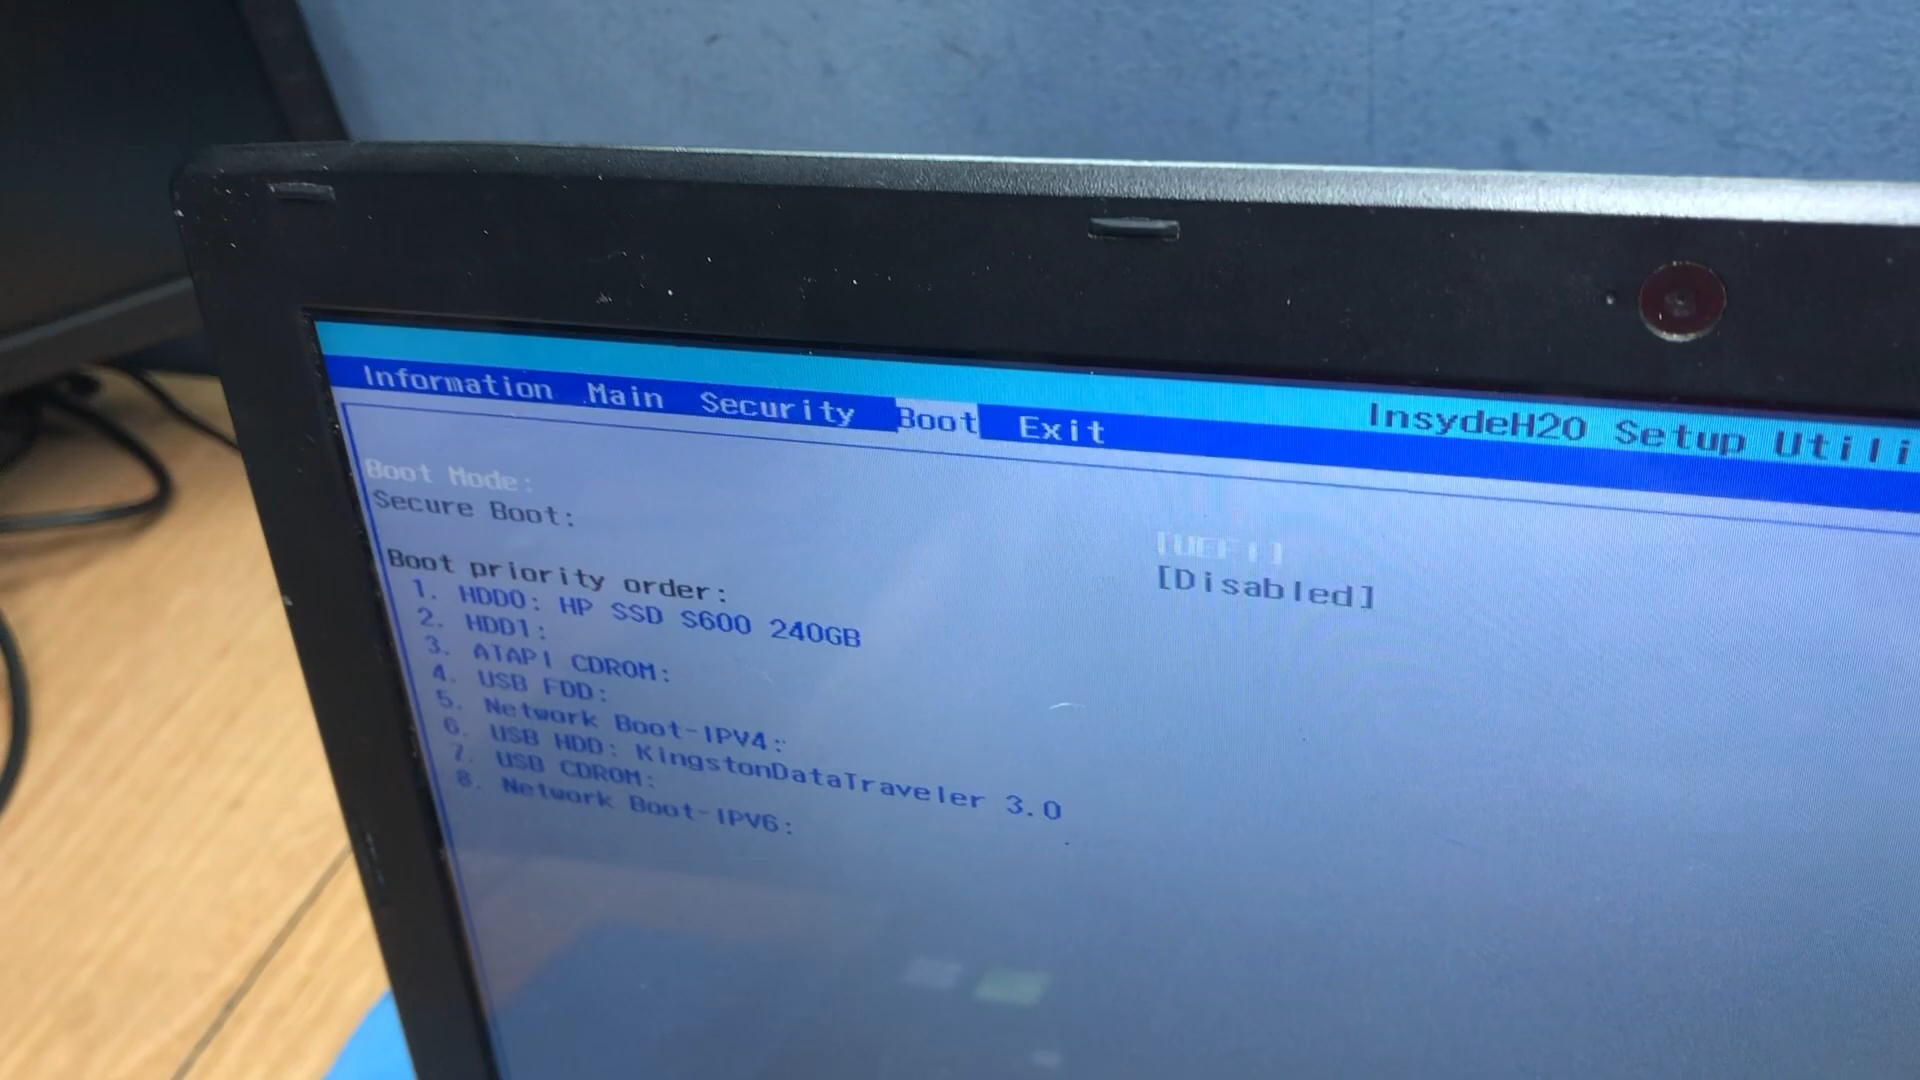 InsydeH20 Setup Utili
Information Main Security Boot Exit
Boot Mode: [UEFI]
Secure Boot: [Disabled]
Boot priority order:
1. HDD0: HP SSD S600 240GB
2. HDD1:
3. ATAPI CDROM:
4. USB FDD:
5. Network Boot-IPV4:
6. USB HDD: KingstonDataTraveler 3.0
7. USB CDROM:
8. Network Boot-IPV6: